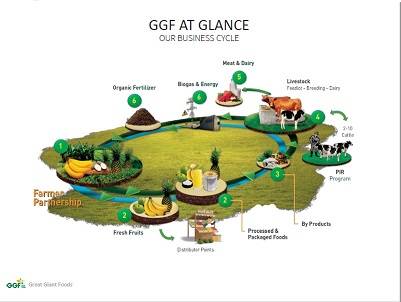 GGF AT GLANCE
OUR BUSINESS CYCLE
Meat & Dairy
5
Biogas & Energy
6
Organic Fertilizer
6
Livestock
Feedlot - Breeding - Dairy
4
2-10
Cattle
PIR
Program
1
Farmer
Partnership
3
By Products
2
Fresh Fruits
2
Processed &
Packaged Foods
Distributor Points
GGF
Great Giant Foods